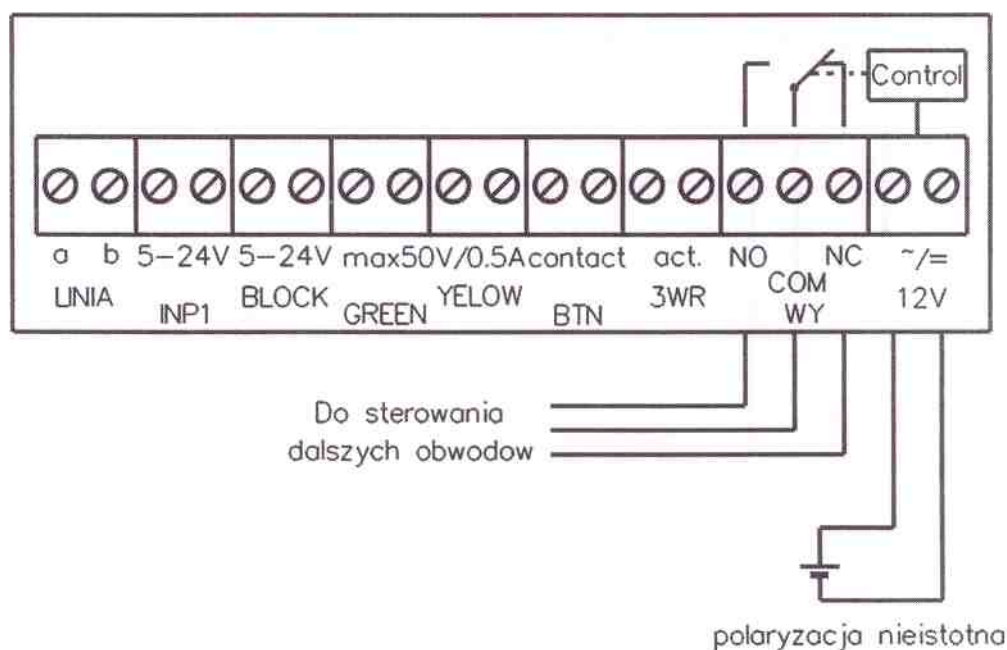 Control
a b 5-24V 5-24V max50V/0.5A contact act. NO NC ~/=
LINIA BLOCK YELOW 3WR COM 12V
INP1 GREEN BTN WY
Do sterowania
dalszych obwodow
polaryzacja nieistotna